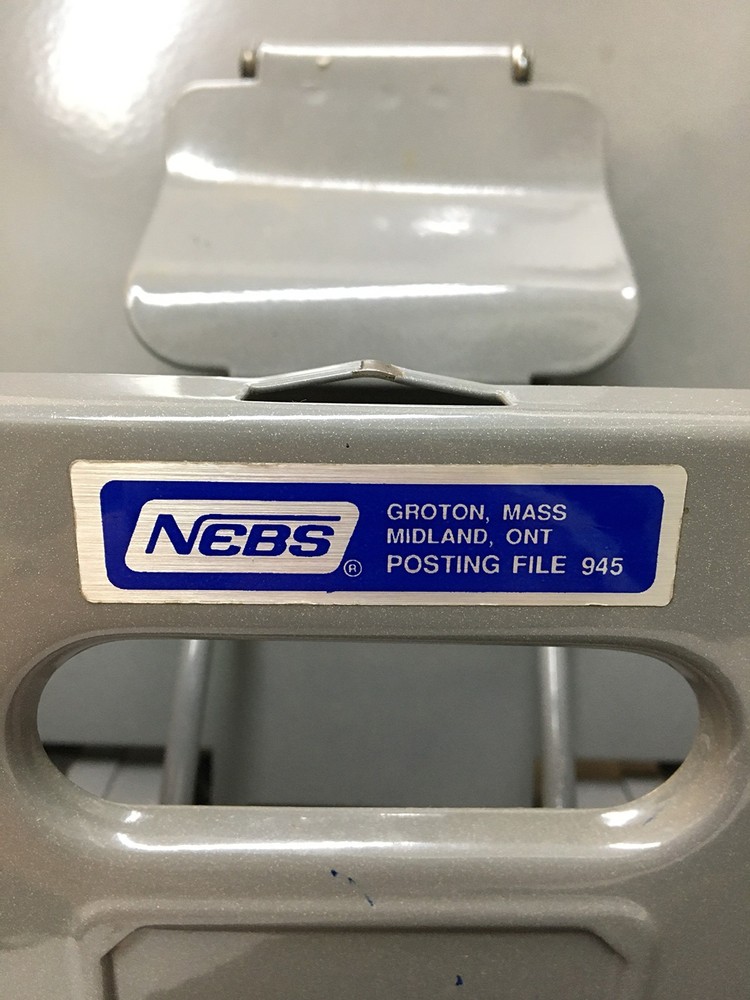 NEBS ®
GROTON, MASS
MIDLAND, ONT
POSTING FILE 945